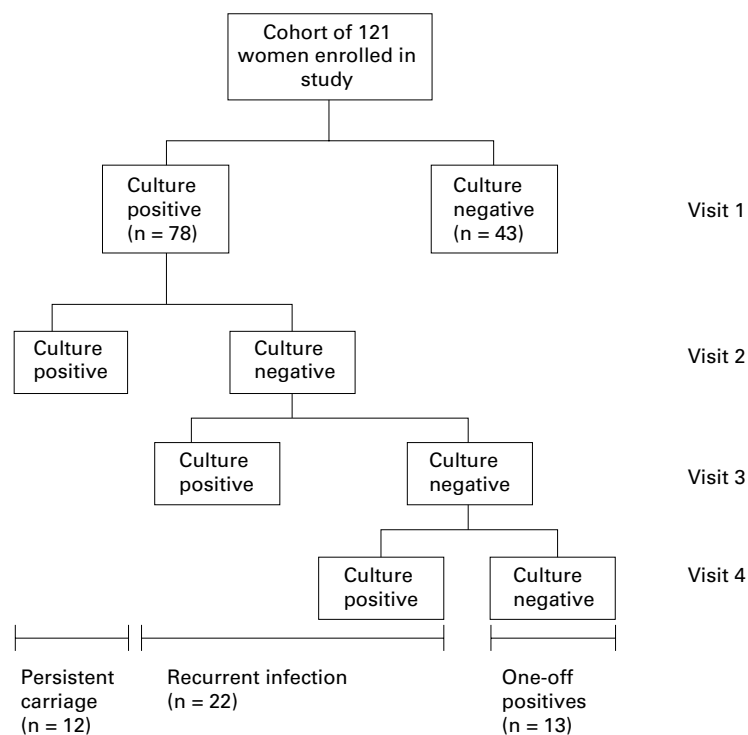 Cohort of 121
women enrolled in
study
Culture
positive
(n = 78)
Culture
negative
(n = 43)
Visit 1
Culture
positive
Culture
negative
Visit 2
Culture
positive
Culture
negative
Visit 3
Culture
positive
Culture
negative
Visit 4
Persistent
carriage
(n = 12)
Recurrent infection
(n = 22)
One-off
positives
(n = 13)